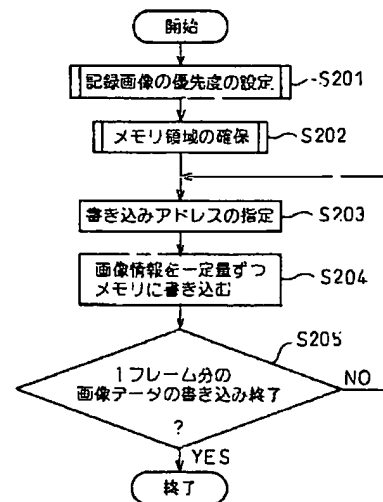 開始
記録画像の優先度の設定
S201
メモリ領域の確保
S202
書き込みアドレスの指定
S203
画像情報を一定量ずつ
メモリに書き込む
S204
S205
1フレーム分の
画像データの書き込み終了
?
NO
YES
終了